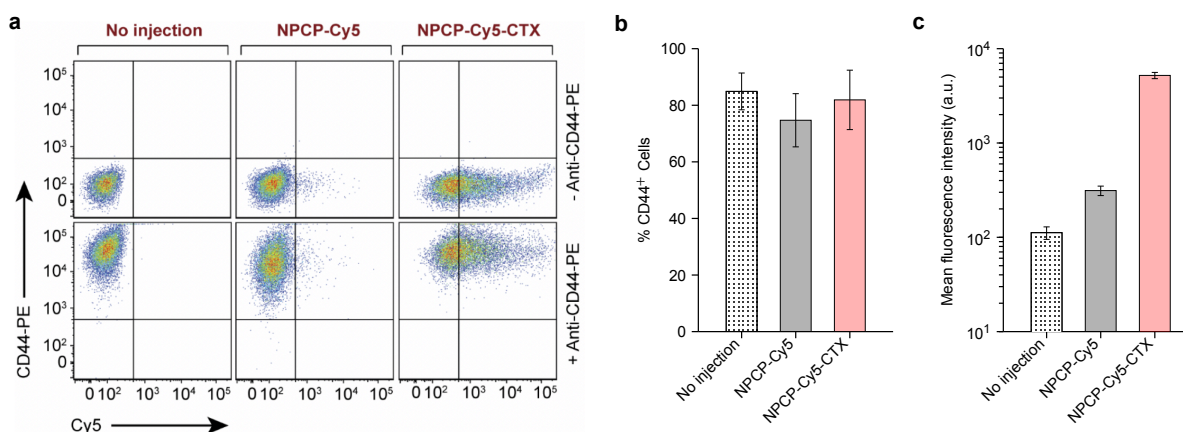 a
No injection
NPCP-Cy5
NPCP-Cy5-CTX
10⁵
10⁴
10³
10²
0
10⁵
10⁴
10³
10²
0
- Anti-CD44-PE
+ Anti-CD44-PE
CD44-PE
0 10² 10³ 10⁴ 10⁵
0 10² 10³ 10⁴ 10⁵
0 10² 10³ 10⁴ 10⁵
Cy5
b
% CD44⁺ Cells
100
80
60
40
20
0
No injection
NPCP-Cy5
NPCP-Cy5-CTX
c
Mean fluorescence intensity (a.u.)
10⁴
10³
10²
10¹
No injection
NPCP-Cy5
NPCP-Cy5-CTX